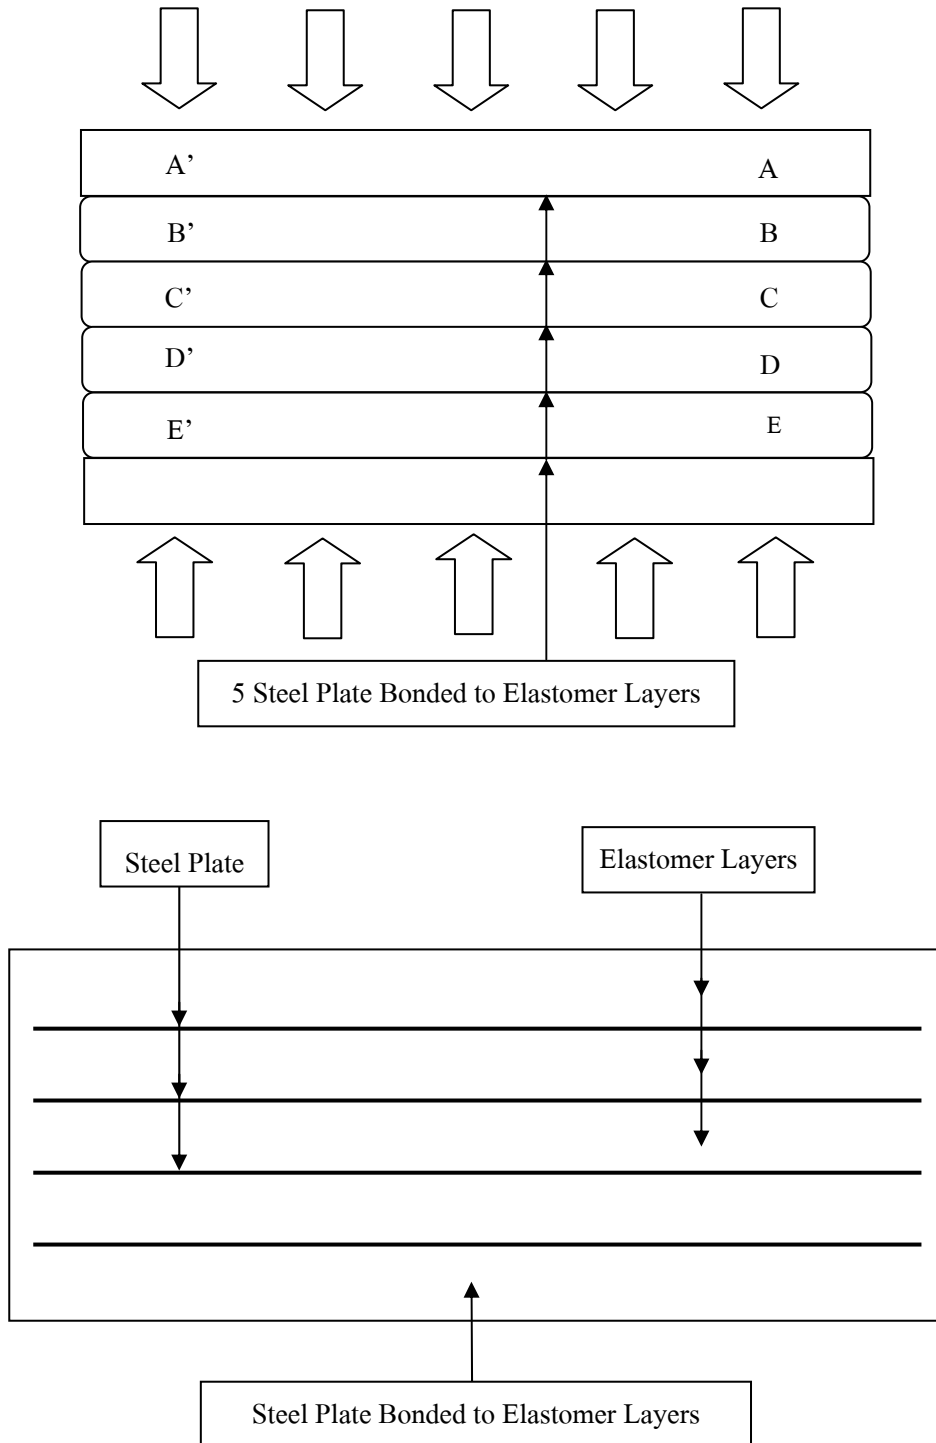 A’ A
B’ B
C’ C
D’ D
E’ E
5 Steel Plate Bonded to Elastomer Layers
Steel Plate
Elastomer Layers
Steel Plate Bonded to Elastomer Layers